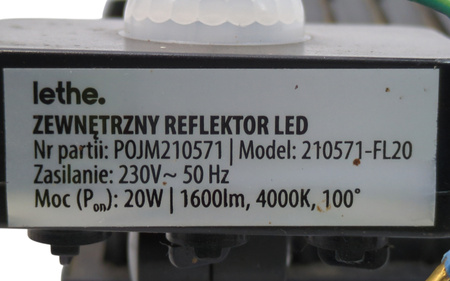 lethe.
ZEWNĘTRZNY REFLEKTOR LED
Nr partii: POJM210571 | Model: 210571-FL20
Zasilanie: 230V~ 50 Hz
Moc (Pon): 20W | 1600lm, 4000K, 100°